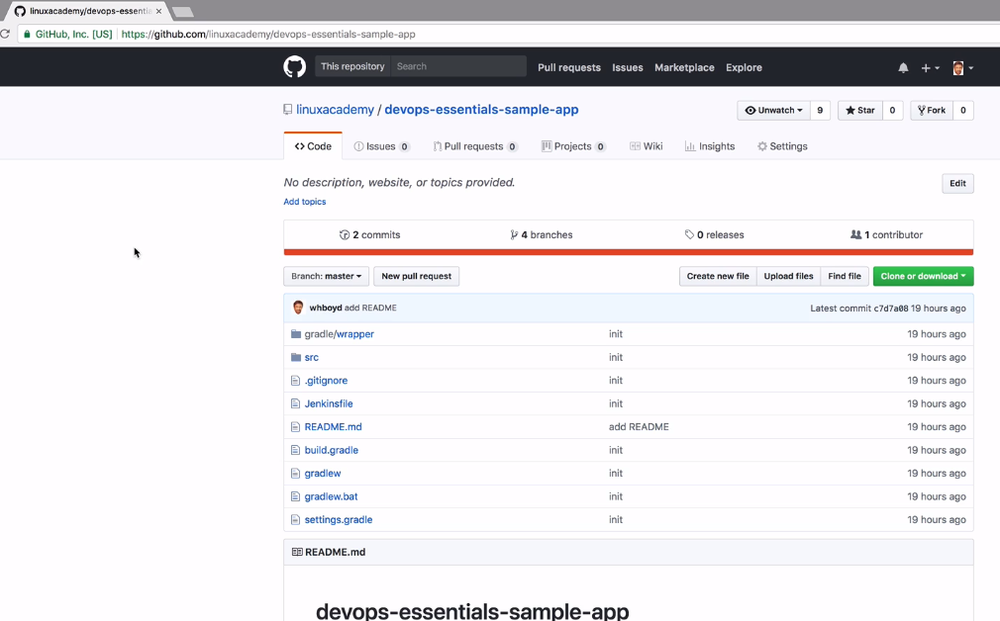 linuxacademy/devops-essentia
GitHub, Inc. [US] https://github.com/linuxacademy/devops-essentials-sample-app
This repository Search Pull requests Issues Marketplace Explore
linuxacademy / devops-essentials-sample-app Unwatch 9 Star 0 Fork 0
Code Issues 0 Pull requests 0 Projects 0 Wiki Insights Settings
No description, website, or topics provided. Edit
Add topics
2 commits 4 branches 0 releases 1 contributor
Branch: master New pull request Create new file Upload files Find file Clone or download
whboyd add README Latest commit c7d7a08 19 hours ago
gradle/wrapper init 19 hours ago
src init 19 hours ago
.gitignore init 19 hours ago
Jenkinsfile init 19 hours ago
README.md add README 19 hours ago
build.gradle init 19 hours ago
gradlew init 19 hours ago
gradlew.bat init 19 hours ago
settings.gradle init 19 hours ago
README.md
devops-essentials-sample-app